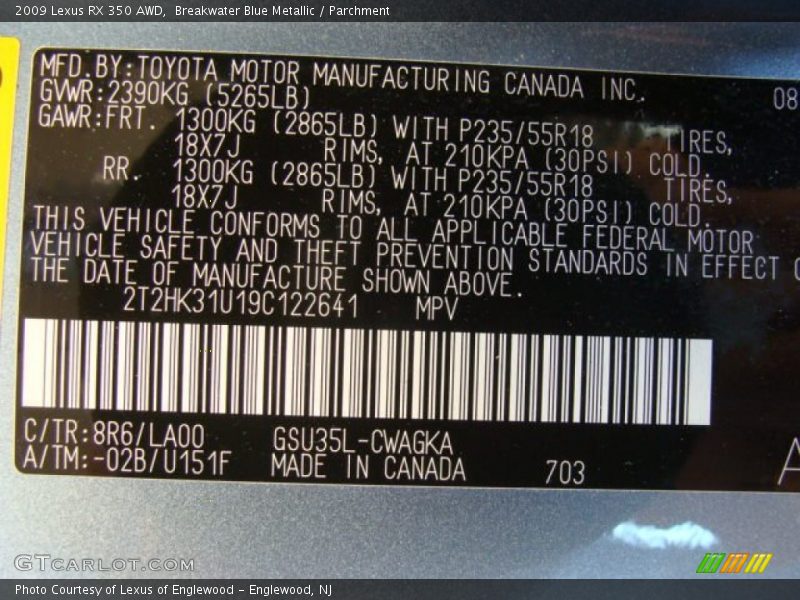 2009 Lexus RX 350 AWD, Breakwater Blue Metallic / Parchment
MFD.BY:TOYOTA MOTOR MANUFACTURING CANADA INC. 08
GVWR:2390KG (5265LB)
GAWR:FRT. 1300KG (2865LB) WITH P235/55R18 IRES,
18X7J RIMS, AT 210KPA (30PSI) COLD.
RR. 1300KG (2865LB) WITH P235/55R18 TIRES,
18X7J RIMS, AT 210KPA (30PSI) COLD.
THIS VEHICLE CONFORMS TO ALL APPLICABLE FEDERAL MOTOR
VEHICLE SAFETY AND THEFT PREVENTION STANDARDS IN EFFECT
THE DATE OF MANUFACTURE SHOWN ABOVE.
2T2HK31U19C122641 MPV
C/TR:8R6/LA00 GSU35L-CWAGKA
A/TM:-02B/U151F MADE IN CANADA 703 A
GTCARLOT.COM
Photo Courtesy of Lexus of Englewood - Englewood, NJ